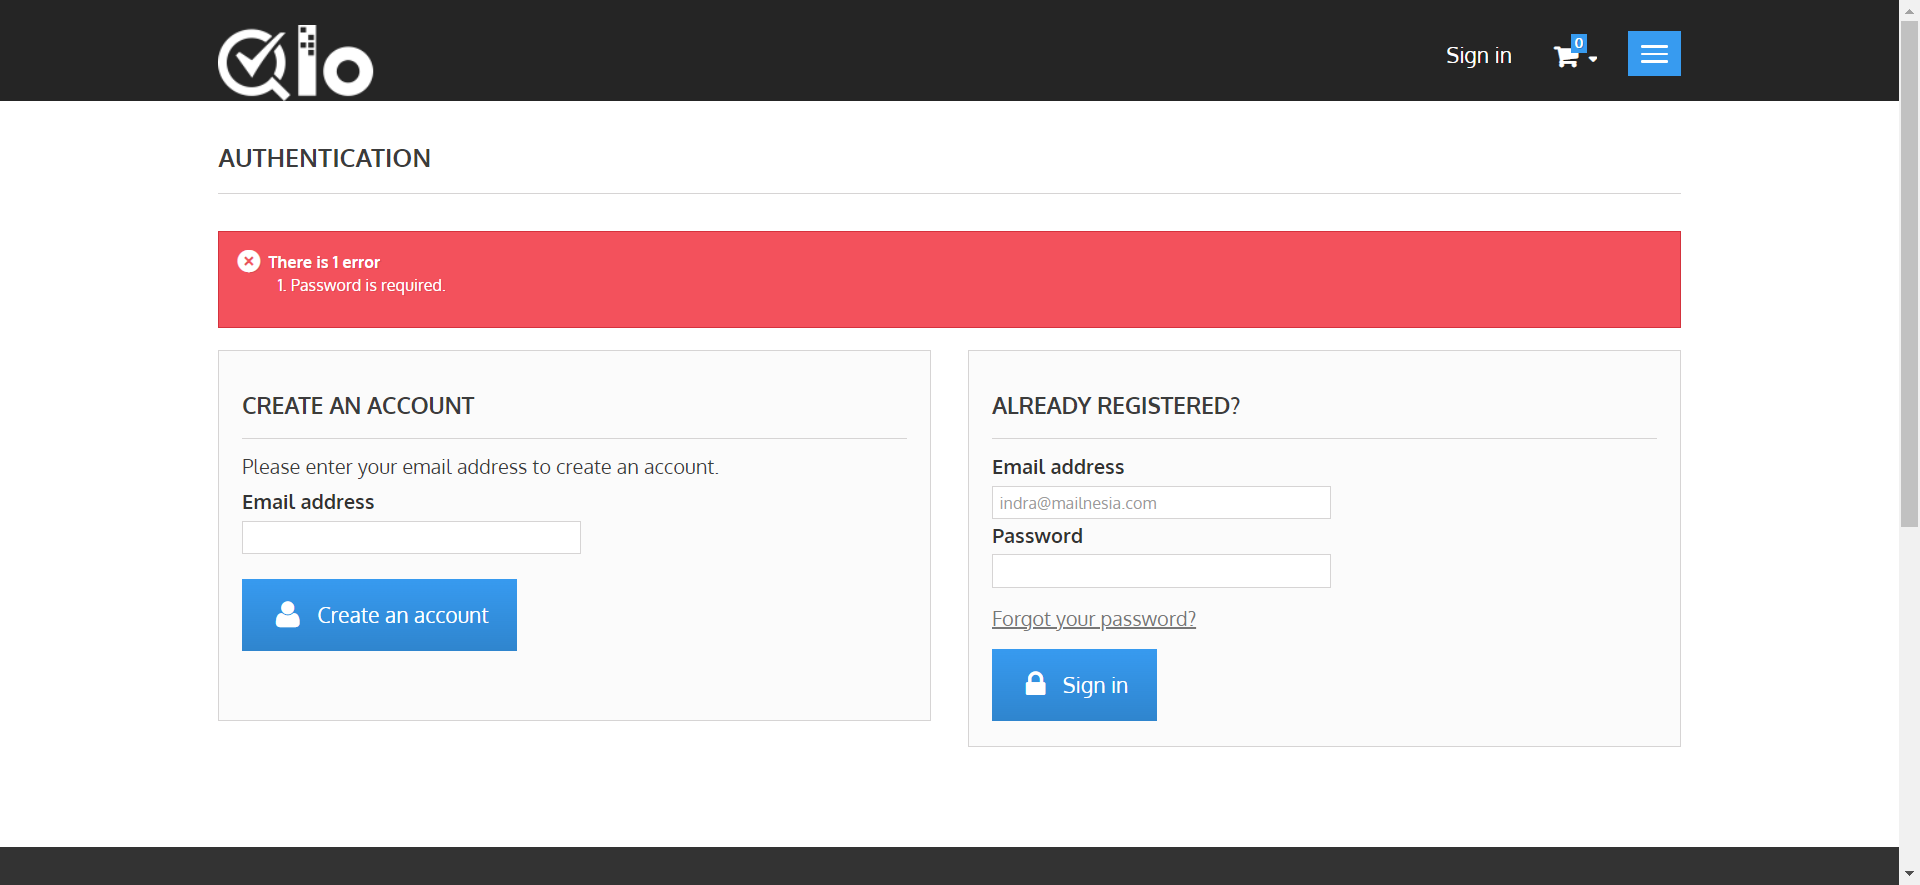 Qlo
Sign in
0
AUTHENTICATION
There is 1 error
1. Password is required.
CREATE AN ACCOUNT
Please enter your email address to create an account.
Email address
Create an account
ALREADY REGISTERED?
Email address
indra@mailnesia.com
Password
Forgot your password?
Sign in